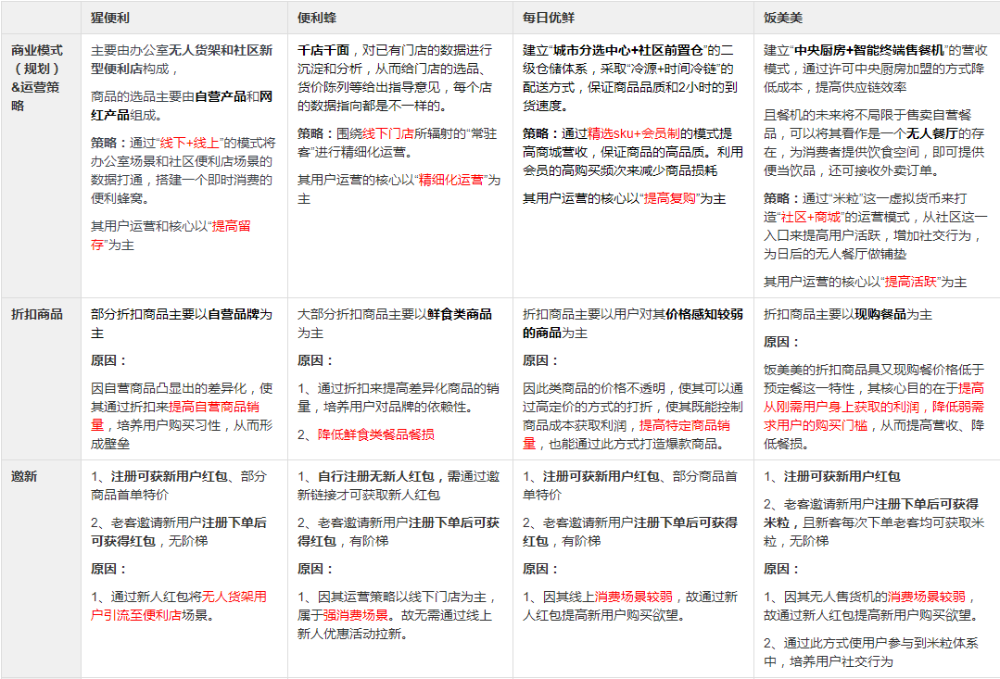 猩便利
便利蜂
每日优鲜
饭美美
商业模式
（规划）
&运营策
略
主要由办公室无人货架和社区新
型便利店构成，
商品的选品主要由自营产品和网
红产品组成。
策略：通过“线下+线上”的模式将
办公室场景和社区便利店场景的
数据打通，搭建一个即时消费的
便利蜂窝。
其用户运营和核心以“提高留
存”为主
千店千面，对已有门店的数据进行
沉淀和分析，从而给门店的选品、
货价陈列等给出指导意见，每个店
的数据指向都是不一样的。
策略：围绕线下门店所辐射的“常驻
客”进行精细化运营。
其用户运营的核心以“精细化运营”为
主
建立“城市分选中心+社区前置仓”的二
级仓储体系，采取“冷源+时间冷链”的
配送方式，保证商品品质和2小时的到
货速度。
策略：通过精选sku+会员制的模式提
高商城营收，保证商品的高品质。利用
会员的高购买频次来减少商品损耗
其用户运营的核心以“提高复购”为主
建立“中央厨房+智能终端售餐机”的营收
模式，通过许可中央厨房加盟的方式降
低成本，提高供应链效率
且餐机的未来将不局限于售卖自营餐
品，可以将其看作是一个无人餐厅的存
在，为消费者提供饮食空间，即可提供
便当饮品，还可接收外卖订单。
策略：通过“米粒”这一虚拟货币来打
造“社区+商城”的运营模式，从社区这一
入口来提高用户活跃，增加社交行为，
为日后的无人餐厅做铺垫
其用户运营的核心以“提高活跃”为主
折扣商品
部分折扣商品主要以自营品牌为
主
原因：
因自营商品凸显出的差异化，使
其通过折扣来提高自营商品销
量，培养用户购买习性，从而形
成壁垒
大部分折扣商品主要以鲜食类商品
为主
原因：
1、通过折扣来提高差异化商品的销
量，培养用户对品牌的依赖性。
2、降低鲜食类餐品餐损
折扣商品主要以用户对其价格感知较弱
的商品为主
原因：
因此类商品的价格不透明，使其可以通
过高定价的方式的打折，使其既能控制
商品成本获取利润，提高特定商品销
量，也能通过此方式打造爆款商品。
折扣商品主要以现购餐品为主
原因：
饭美美的折扣商品具又现购餐价格低于
预定餐这一特性，其核心目的在于提高
从刚需用户身上获取的利润，降低弱需
求用户的购买门槛，从而提高营收、降
低餐损。
邀新
1、注册可获新用户红包、部分
商品首单特价
2、老客邀请新用户注册下单后
可获得红包，无阶梯
原因：
1、通过新人红包将无人货架用
户引流至便利店场景。
1、自行注册无新人红包，需通过邀
新链接才可获取新人红包
2、老客邀请新用户注册下单后可获
得红包，有阶梯
原因：
1、因其运营策略以线下门店为主，
属于强消费场景。故无需通过线上
新人优惠活动拉新。
1、注册可获新用户红包、部分商品首
单特价
2、老客邀请新用户注册下单后可获得
红包，有阶梯
原因：
1、因其线上消费场景较弱，故通过新
人红包提高新用户购买欲望。
1、注册可获新用户红包
2、老客邀请新用户注册下单后可获得
米粒，且新客每次下单老客均可获取米
粒，无阶梯
原因：
1、因其无人售货机的消费场景较弱，
故通过新人红包提高新用户购买欲望。
2、通过此方式使用户参与到米粒体系
中，培养用户社交行为